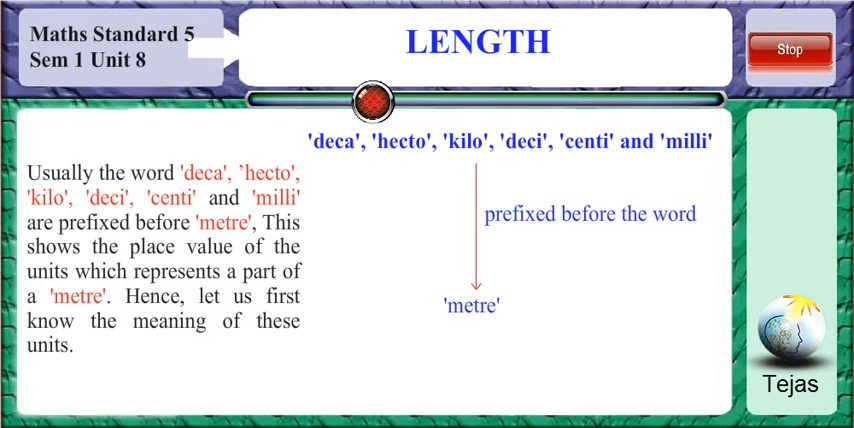 Maths Standard 5
Sem 1 Unit 8
LENGTH
Stop
'deca', 'hecto', 'kilo', 'deci', 'centi' and 'milli'
Usually the word 'deca', ’hecto',
'kilo', 'deci', 'centi' and 'milli'
are prefixed before 'metre', This
shows the place value of the
units which represents a part of
a 'metre'. Hence, let us first
know the meaning of these
units.
prefixed before the word
'metre'
Tejas